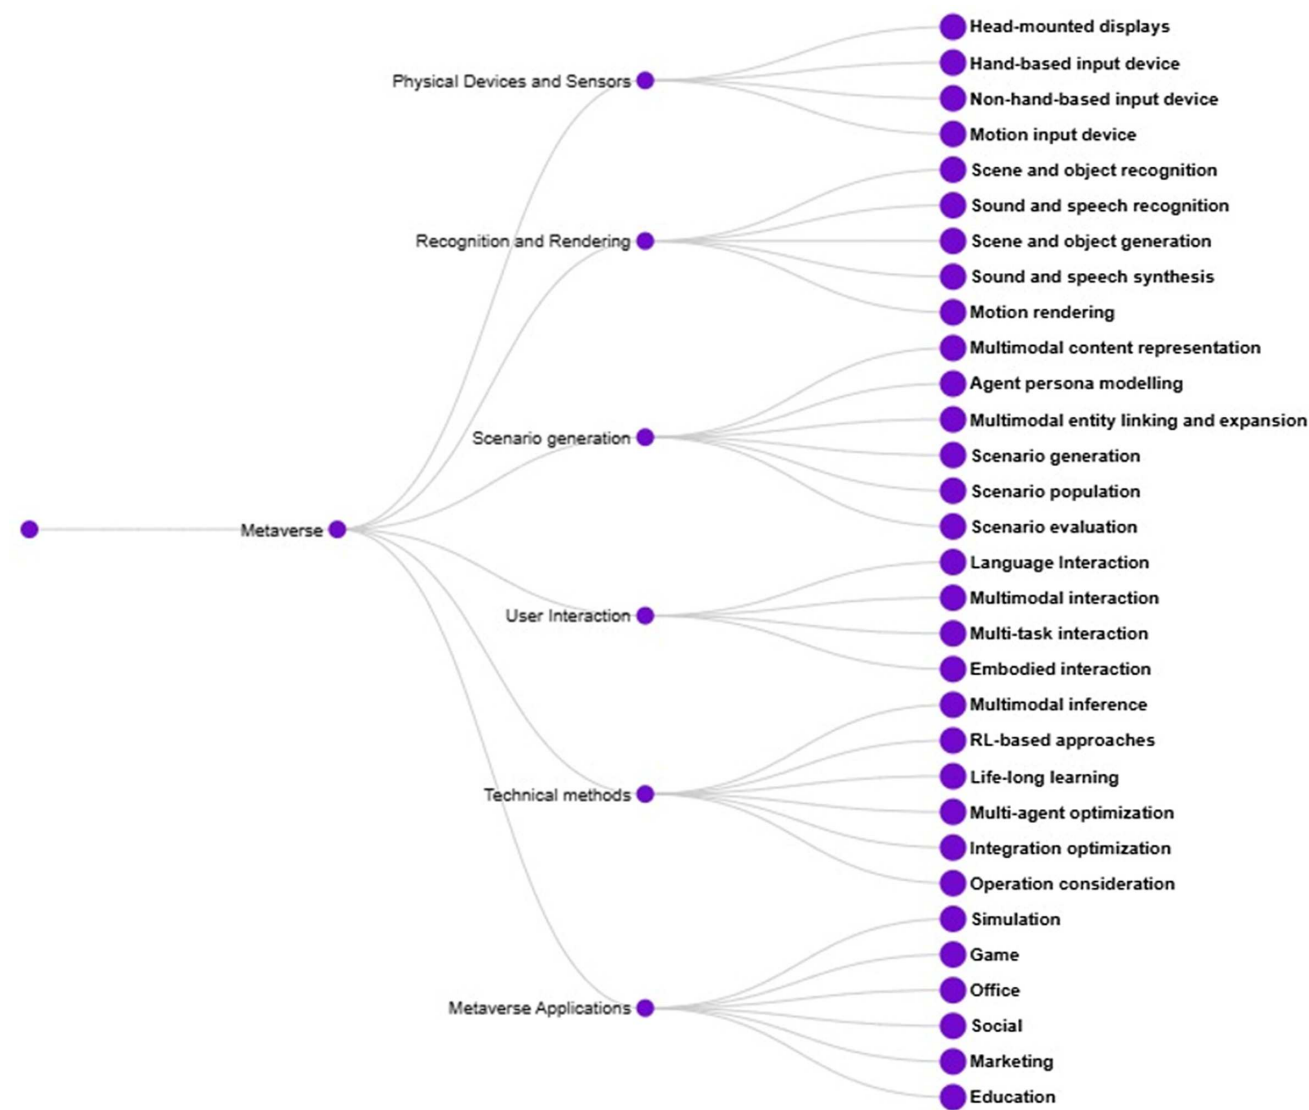 Physical Devices and Sensors
Head-mounted displays
Hand-based input device
Non-hand-based input device
Motion input device
Recognition and Rendering
Scene and object recognition
Sound and speech recognition
Scene and object generation
Sound and speech synthesis
Motion rendering
Scenario generation
Multimodal content representation
Agent persona modelling
Multimodal entity linking and expansion
Scenario generation
Scenario population
Scenario evaluation
Metaverse
User Interaction
Language Interaction
Multimodal interaction
Multi-task interaction
Embodied interaction
Technical methods
Multimodal inference
RL-based approaches
Life-long learning
Multi-agent optimization
Integration optimization
Operation consideration
Metaverse Applications
Simulation
Game
Office
Social
Marketing
Education